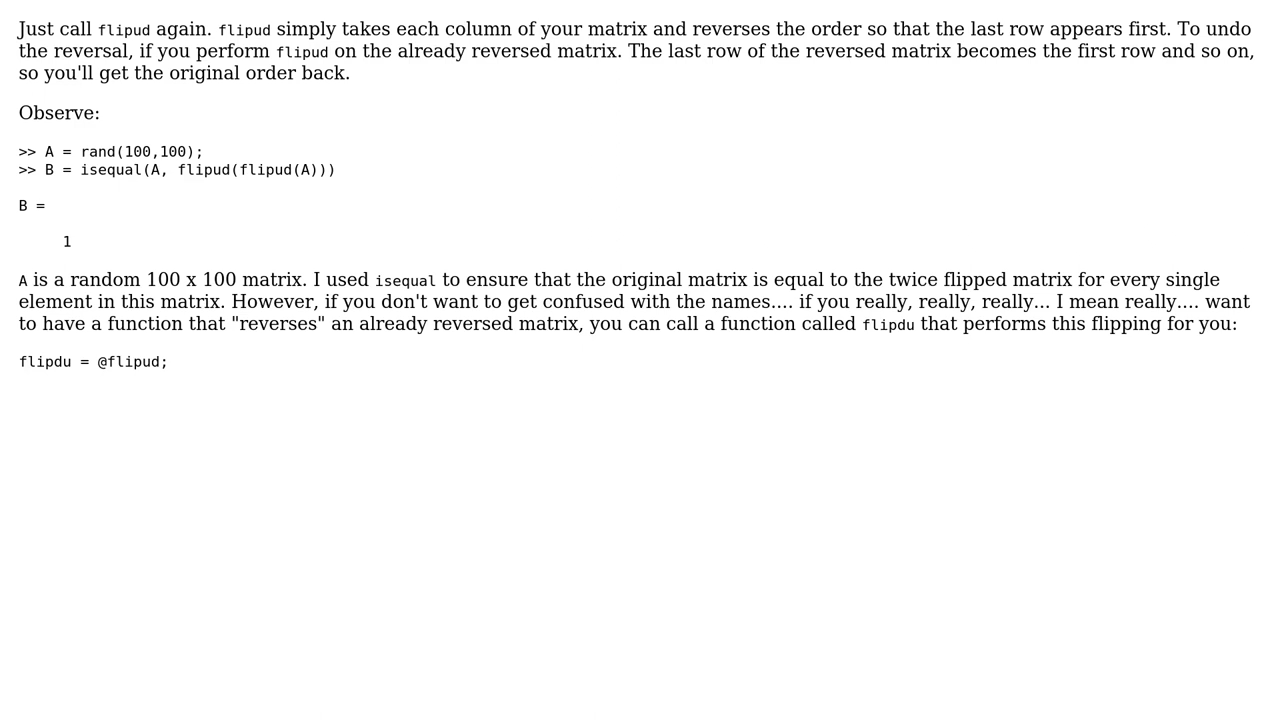 Just call flipud again. flipud simply takes each column of your matrix and reverses the order so that the last row appears first. To undo
the reversal, if you perform flipud on the already reversed matrix. The last row of the reversed matrix becomes the first row and so on,
so you'll get the original order back.
Observe:
>> A = rand(100,100);
>> B = isequal(A, flipud(flipud(A)))
B =
1
A is a random 100 x 100 matrix. I used isequal to ensure that the original matrix is equal to the twice flipped matrix for every single
element in this matrix. However, if you don't want to get confused with the names.... if you really, really, really... I mean really.... want
to have a function that "reverses" an already reversed matrix, you can call a function called flipdu that performs this flipping for you:
flipdu = @flipud;